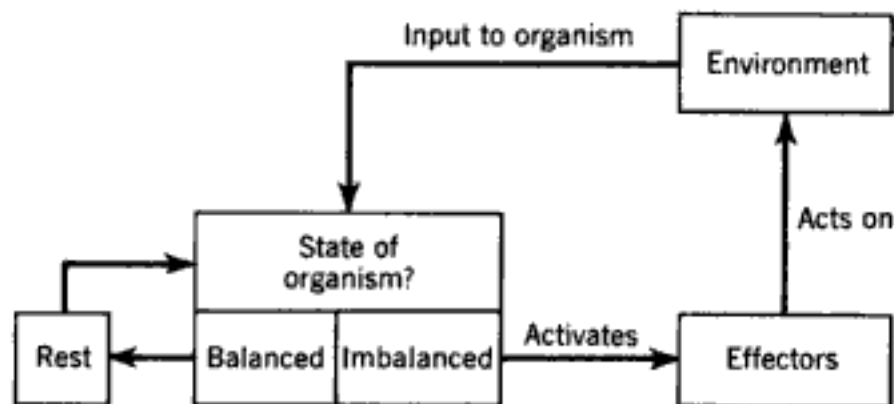 Input to organism
Environment
Acts on
State of
organism?
Rest
Balanced
Imbalanced
Activates
Effectors